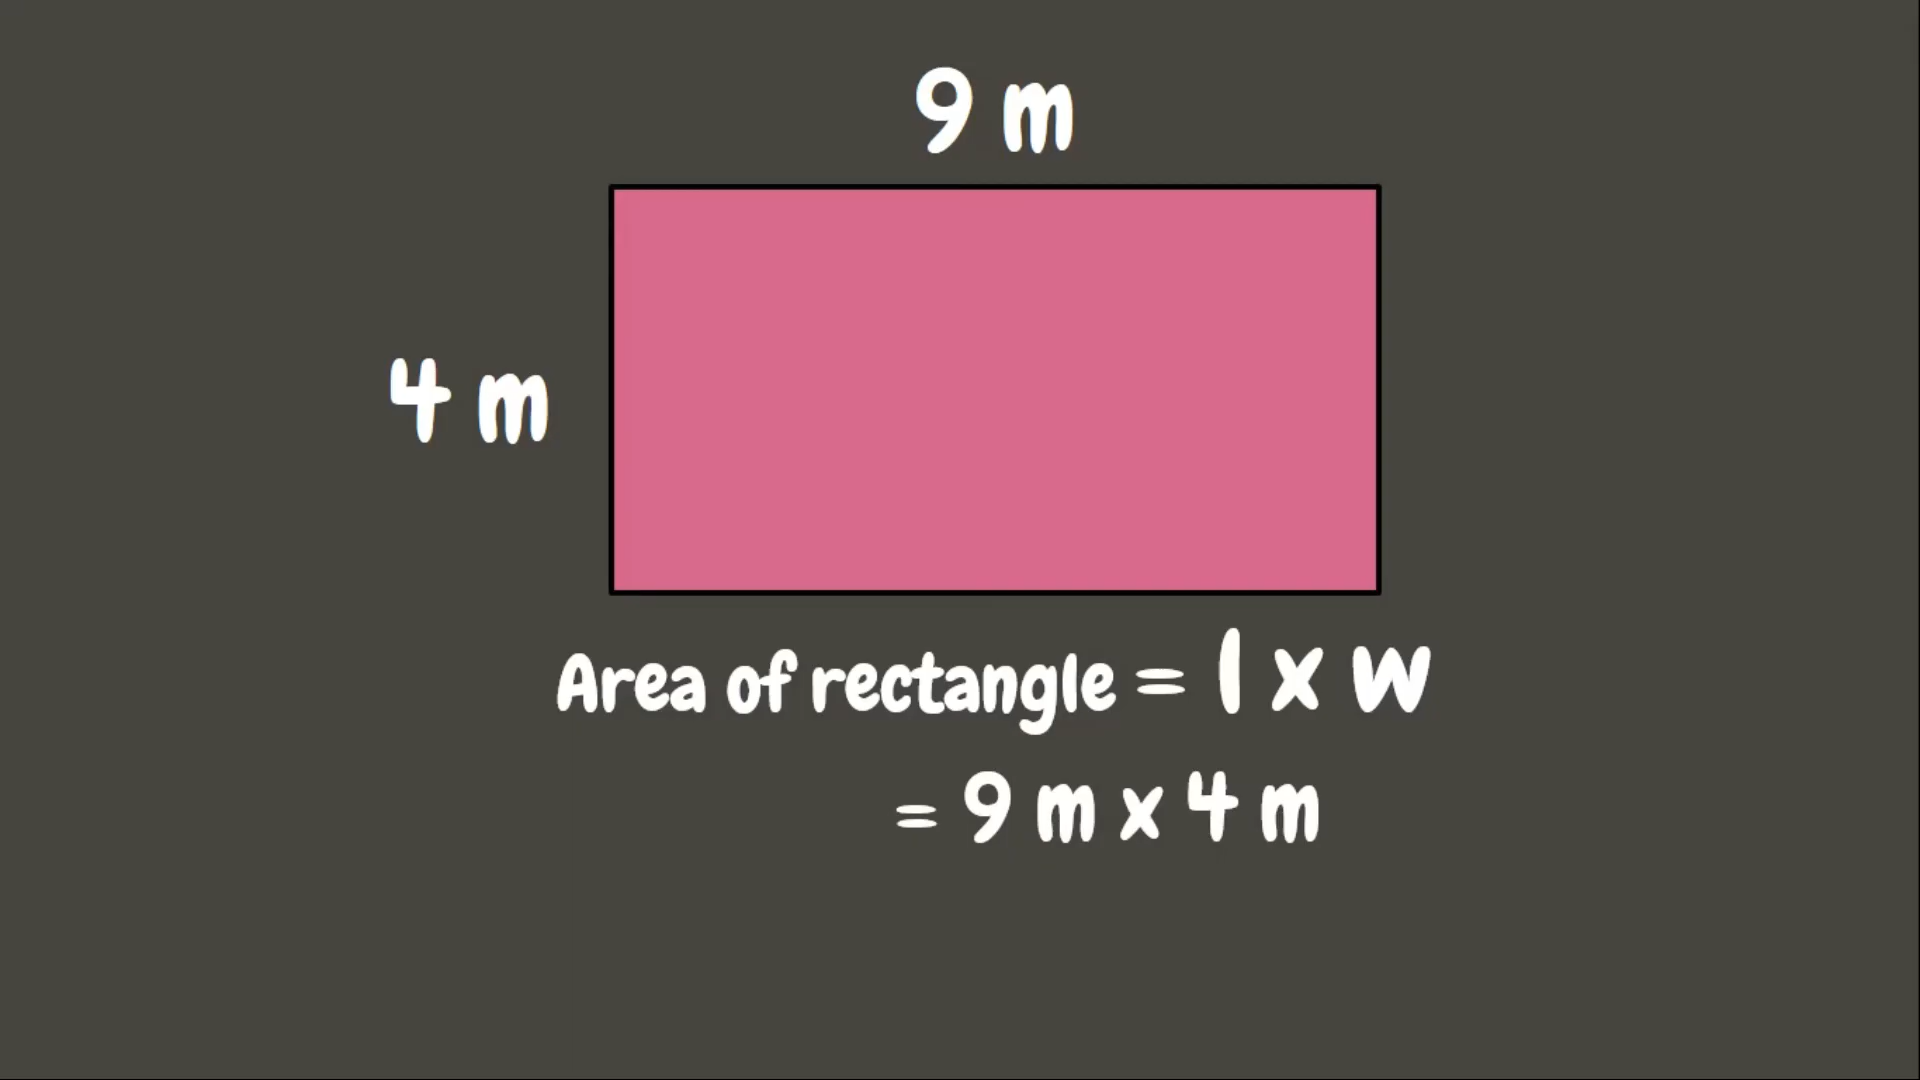 9 m
4 m
Area of rectangle = l x w
= 9 m x 4 m